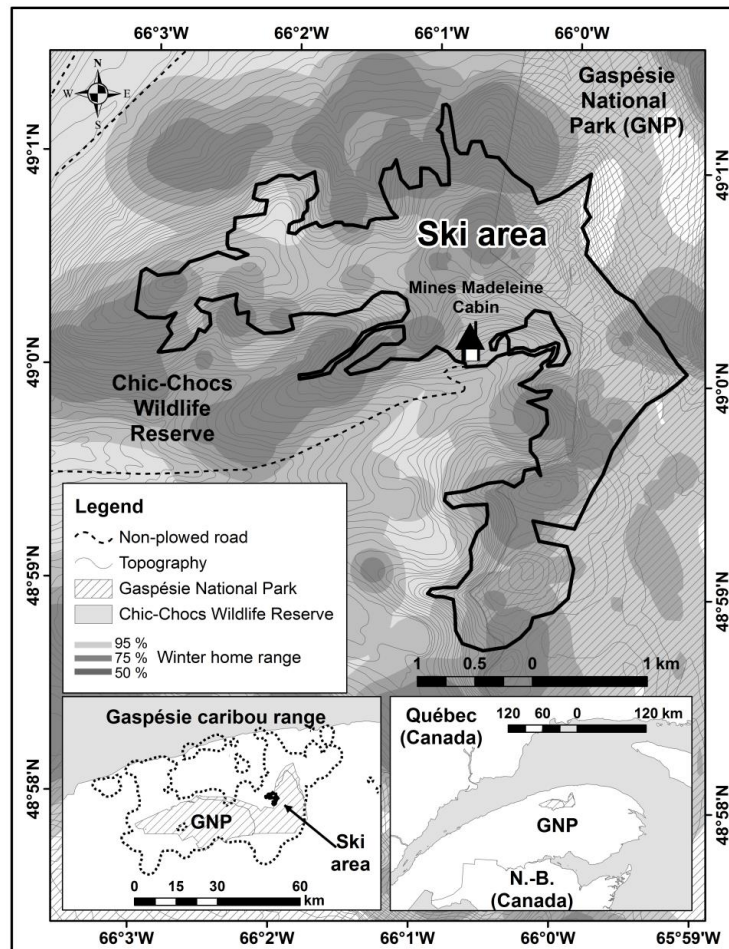 66°3'W 66°2'W 66°1'W 66°0'W
N
W E
S
Gaspésie
National
Park (GNP)
49°1'N
49°1'N
Ski area
Mines Madeleine
Cabin
49°0'N
49°0'N
Chic-Chocs
Wildlife
Reserve
Legend
Non-plowed road
Topography
Gaspésie National Park
Chic-Chocs Wildlife Reserve
95 %
75 % Winter home range
50 %
48°59'N
48°59'N
1 0.5 0 1 km
Gaspésie caribou range
GNP
Ski
area
0 15 30 60
km
Québec
(Canada)
120 60 0 120 km
GNP
N.-B.
(Canada)
48°58'N
48°58'N
66°3'W 66°2'W 66°1'W 66°0'W 65°59'W